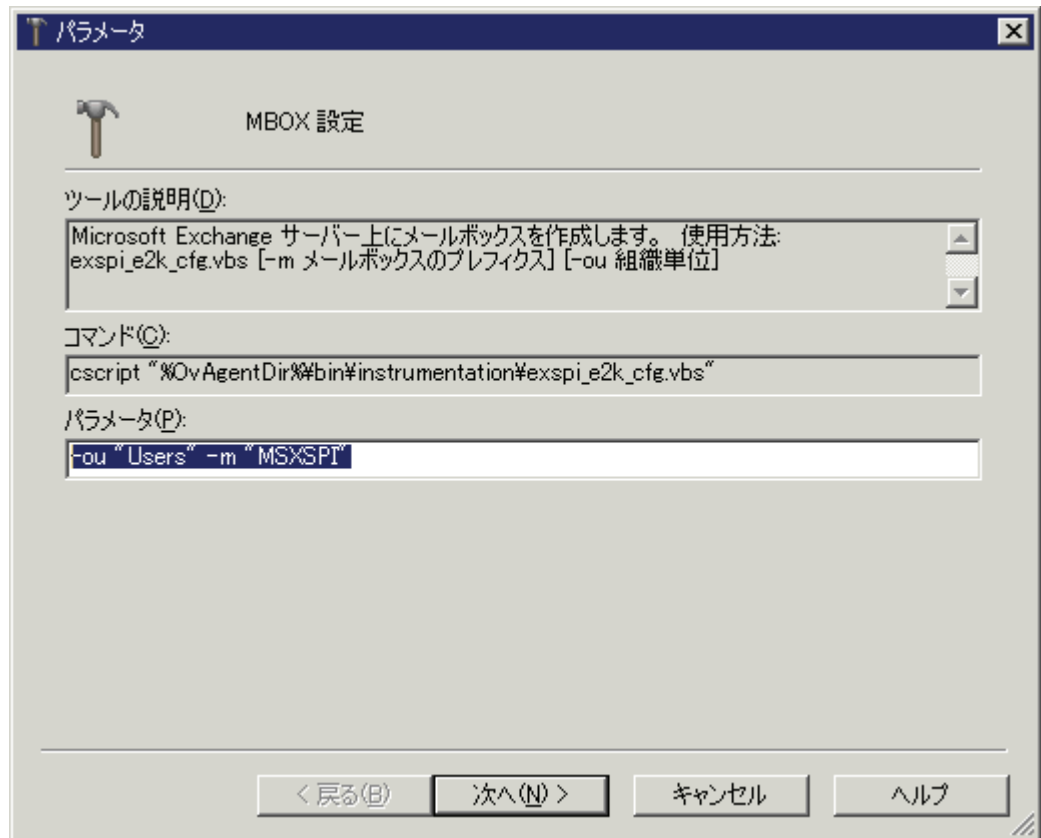 パラメータ
MBOX 設定
ツールの説明(D):
Microsoft Exchange サーバー上にメールボックスを作成します。 使用方法:
exspi_e2k_cfg.vbs [-m メールボックスのプレフィクス] [-ou 組織単位]
コマンド(C):
cscript "%OvAgentDir%¥bin¥instrumentation¥exspi_e2k_cfg.vbs"
パラメータ(P):
-ou "Users" -m "MSXSPI"
< 戻る(B) 次へ(N) > キャンセル ヘルプ